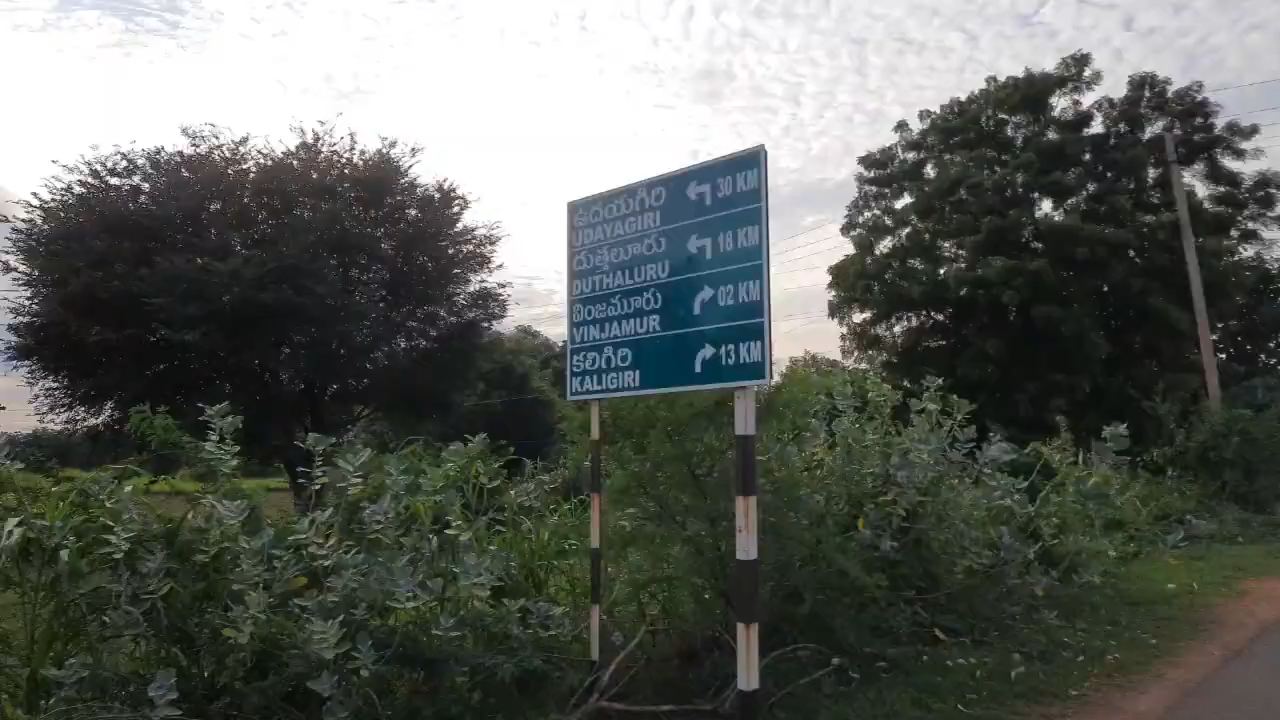 ఉదయగిరి
UDAYAGIRI 30 KM
దుత్తలూరు
DUTHALURU 18 KM
వింజమూరు
VINJAMUR 02 KM
కలిగిరి
KALIGIRI 13 KM